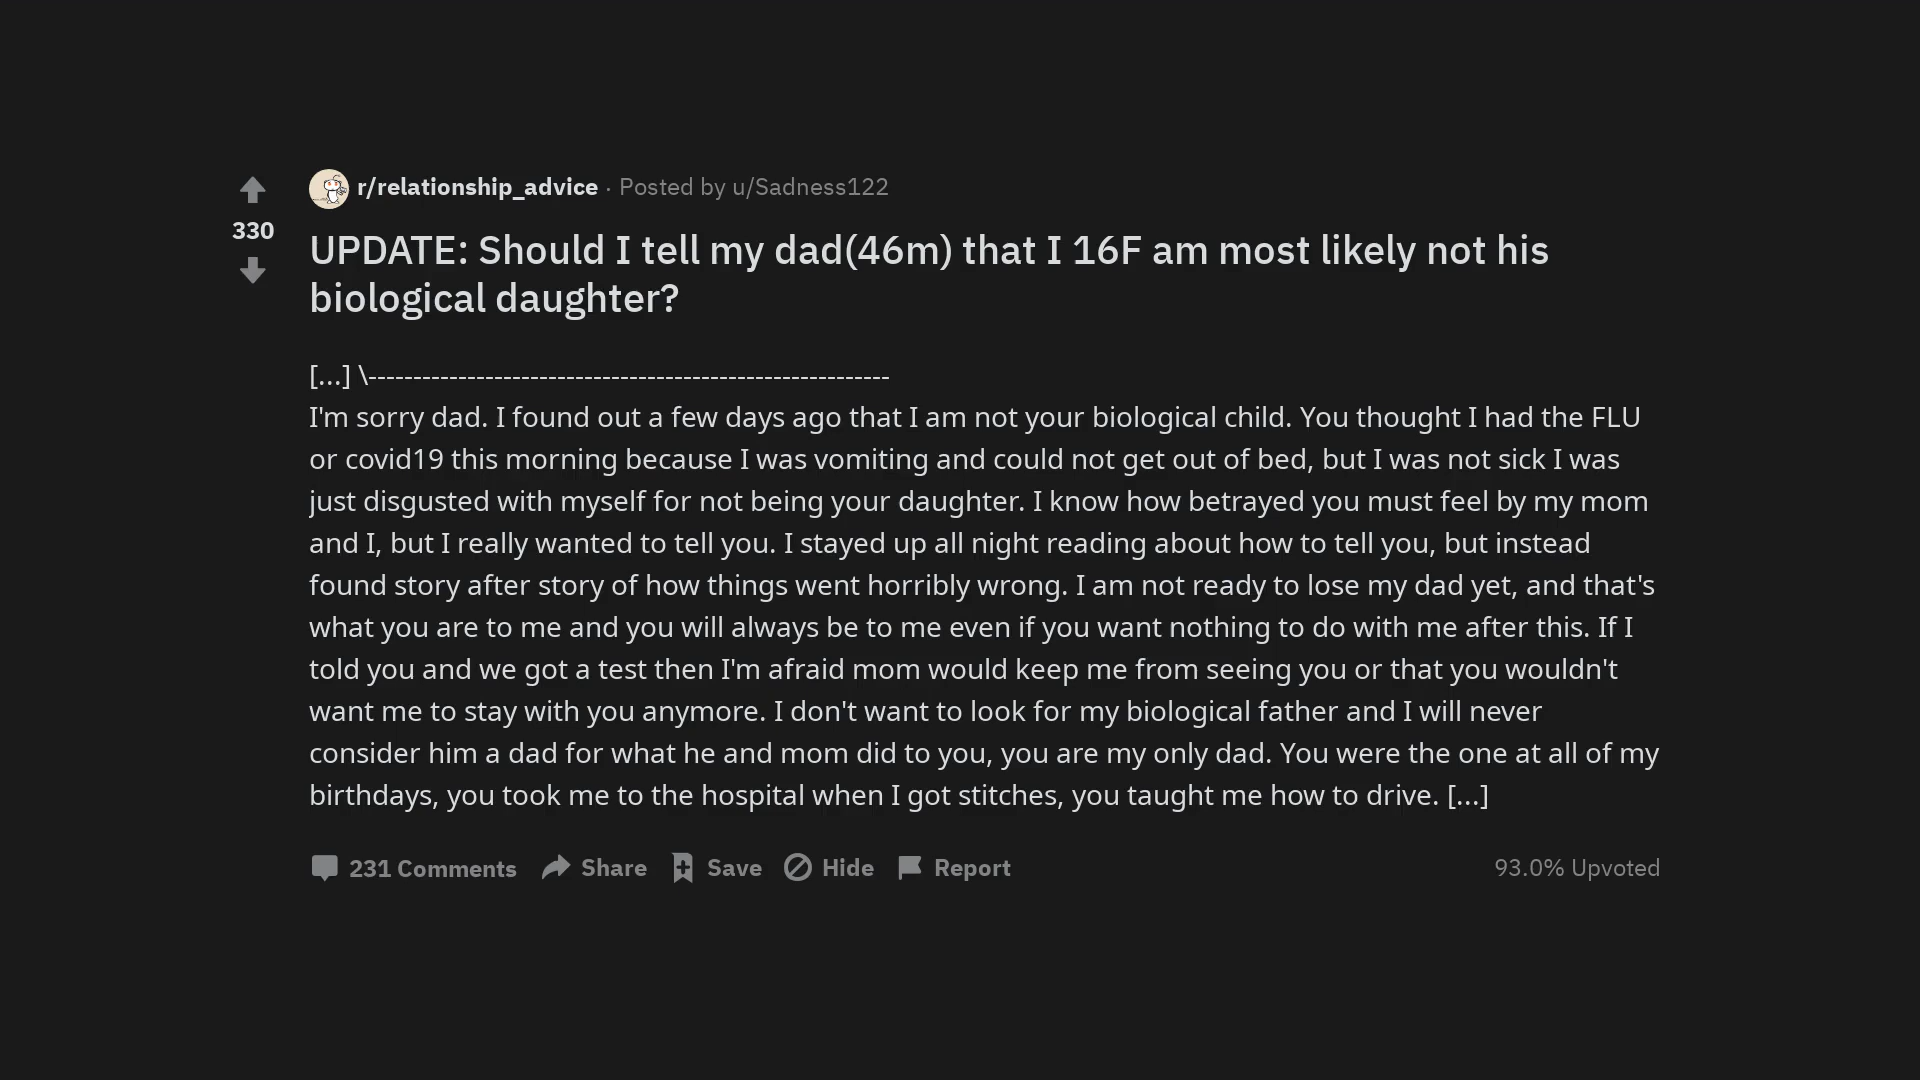 r/relationship_advice · Posted by u/Sadness122
330
UPDATE: Should I tell my dad(46m) that I 16F am most likely not his
biological daughter?
[...] \----------------------------------------------------------
I'm sorry dad. I found out a few days ago that I am not your biological child. You thought I had the FLU
or covid19 this morning because I was vomiting and could not get out of bed, but I was not sick I was
just disgusted with myself for not being your daughter. I know how betrayed you must feel by my mom
and I, but I really wanted to tell you. I stayed up all night reading about how to tell you, but instead
found story after story of how things went horribly wrong. I am not ready to lose my dad yet, and that's
what you are to me and you will always be to me even if you want nothing to do with me after this. If I
told you and we got a test then I'm afraid mom would keep me from seeing you or that you wouldn't
want me to stay with you anymore. I don't want to look for my biological father and I will never
consider him a dad for what he and mom did to you, you are my only dad. You were the one at all of my
birthdays, you took me to the hospital when I got stitches, you taught me how to drive. [...]
231 Comments Share Save Hide Report 93.0% Upvoted